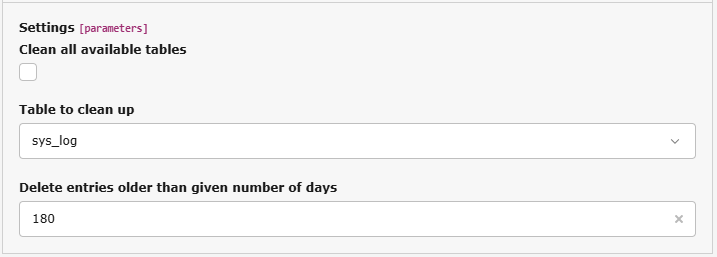 Settings [parameters]
Clean all available tables
Table to clean up
sys_log
Delete entries older than given number of days
180